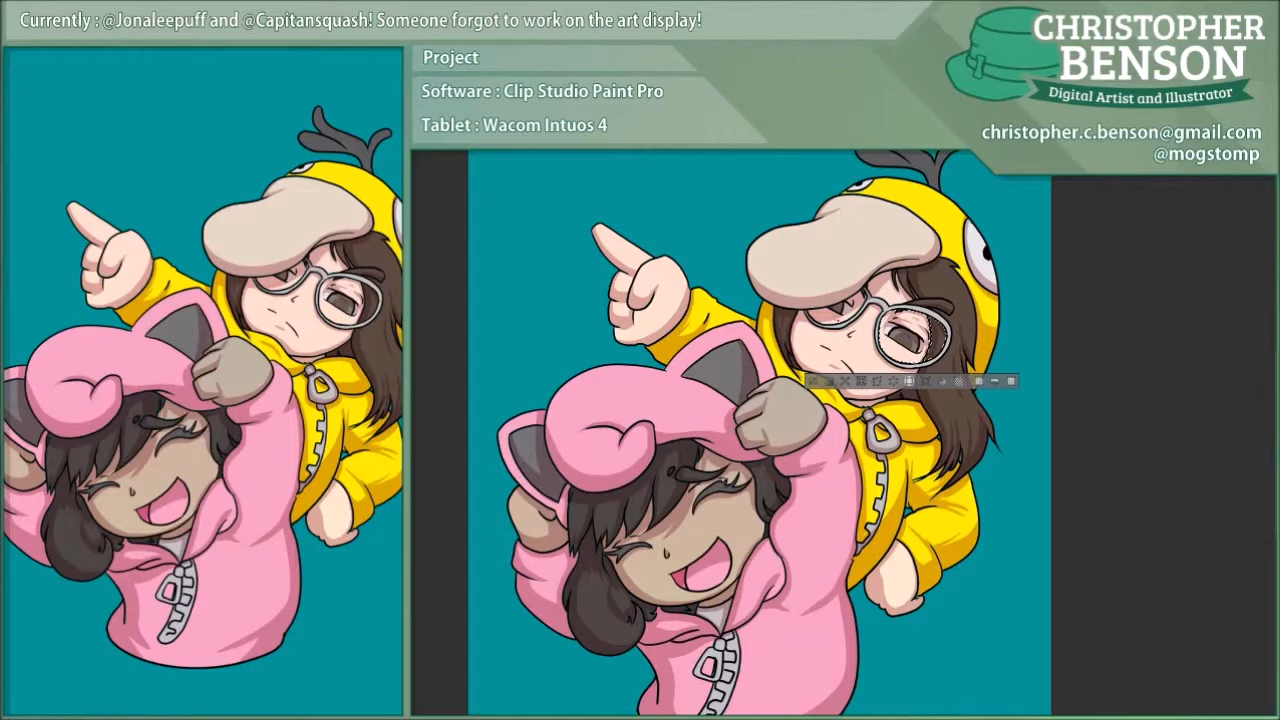 Currently : @Jonaleepuff and @Capitansquash! Someone forgot to work on the art display!
Project
Software : Clip Studio Paint Pro
Tablet : Wacom Intuos 4
CHRISTOPHER
BENSON
Digital Artist and Illustrator
christopher.c.benson@gmail.com
@mogstomp